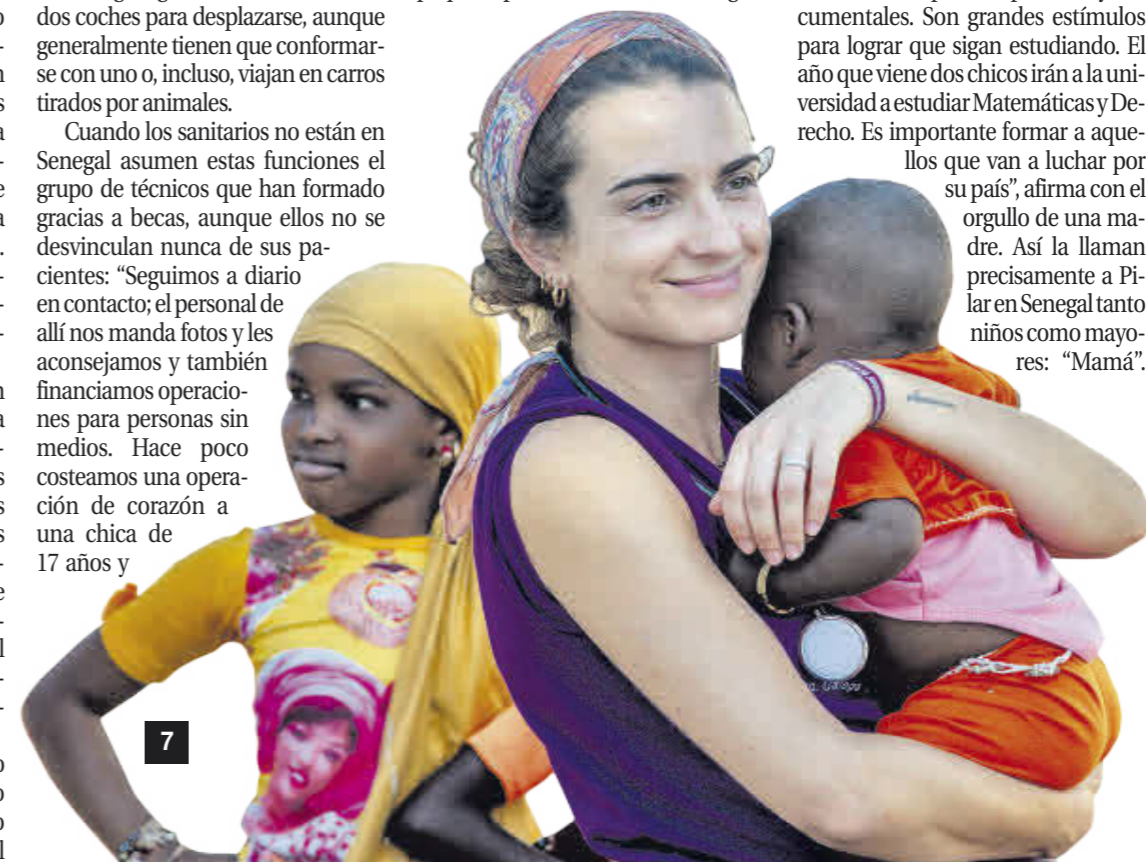 dos coches para desplazarse, aunque
generalmente tienen que conformar-
se con uno o, incluso, viajan en carros
tirados por animales.
Cuando los sanitarios no están en
Senegal asumen estas funciones el
grupo de técnicos que han formado
gracias a becas, aunque ellos no se
desvinculan nunca de sus pa-
cientes: “Seguimos a diario
en contacto; el personal de
allí nos manda fotos y les
aconsejamos y también
financiamos operacio-
nes para personas sin
medios. Hace poco
costeamos una opera-
ción de corazón a
una chica de
17 años y
7
cumentales. Son grandes estímulos
para lograr que sigan estudiando. El
año que viene dos chicos irán a la uni-
versidad a estudiar Matemáticas y De-
recho. Es importante formar a aque-
llos que van a luchar por
su país”, afirma con el
orgullo de una ma-
dre. Así la llaman
precisamente a Pi-
lar en Senegal tanto
niños como mayo-
res: “Mamá”.